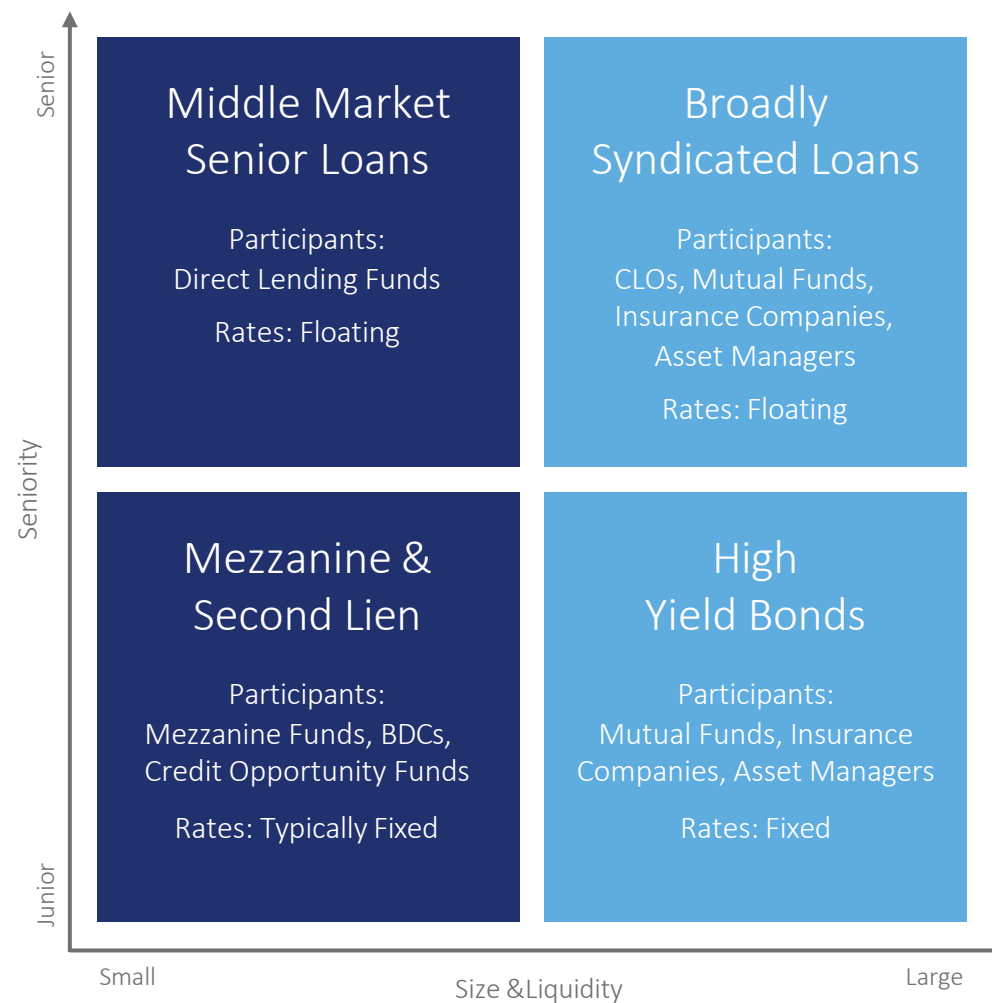 Senior
Seniority
Junior
Middle Market
Senior Loans
Participants:
Direct Lending Funds
Rates: Floating
Broadly
Syndicated Loans
Participants:
CLOs, Mutual Funds,
Insurance Companies,
Asset Managers
Rates: Floating
Mezzanine &
Second Lien
Participants:
Mezzanine Funds, BDCs,
Credit Opportunity Funds
Rates: Typically Fixed
High
Yield Bonds
Participants:
Mutual Funds, Insurance
Companies, Asset Managers
Rates: Fixed
Small
Size &Liquidity
Large